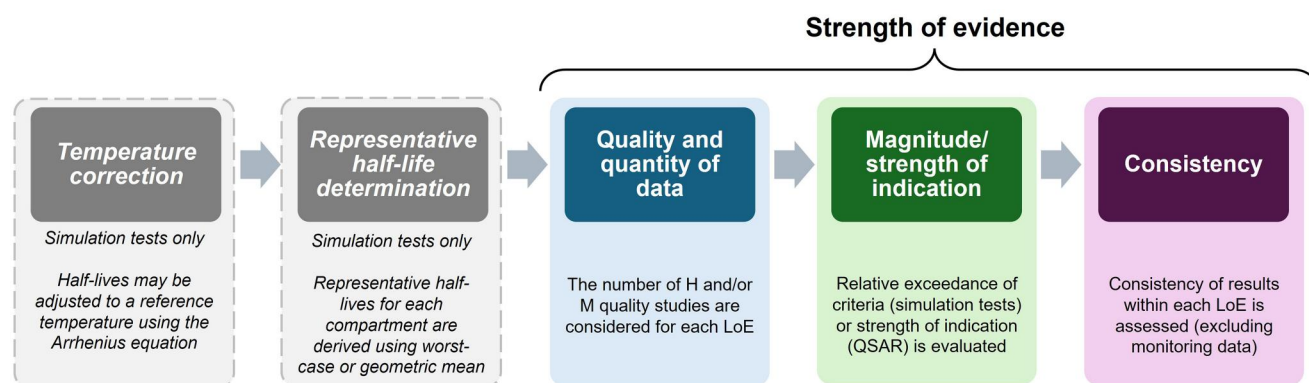 Strength of evidence
Temperature
correction
Simulation tests only
Half-lives may be
adjusted to a reference
temperature using the
Arrhenius equation
Representative
half-life
determination
Simulation tests only
Representative half-
lives for each
compartment are
derived using worst-
case or geometric mean
Quality and
quantity of
data
The number of H and/or
M quality studies are
considered for each LoE
Magnitude/
strength of
indication
Relative exceedance of
criteria (simulation tests)
or strength of indication
(QSAR) is evaluated
Consistency
Consistency of results
within each LoE is
assessed (excluding
monitoring data)